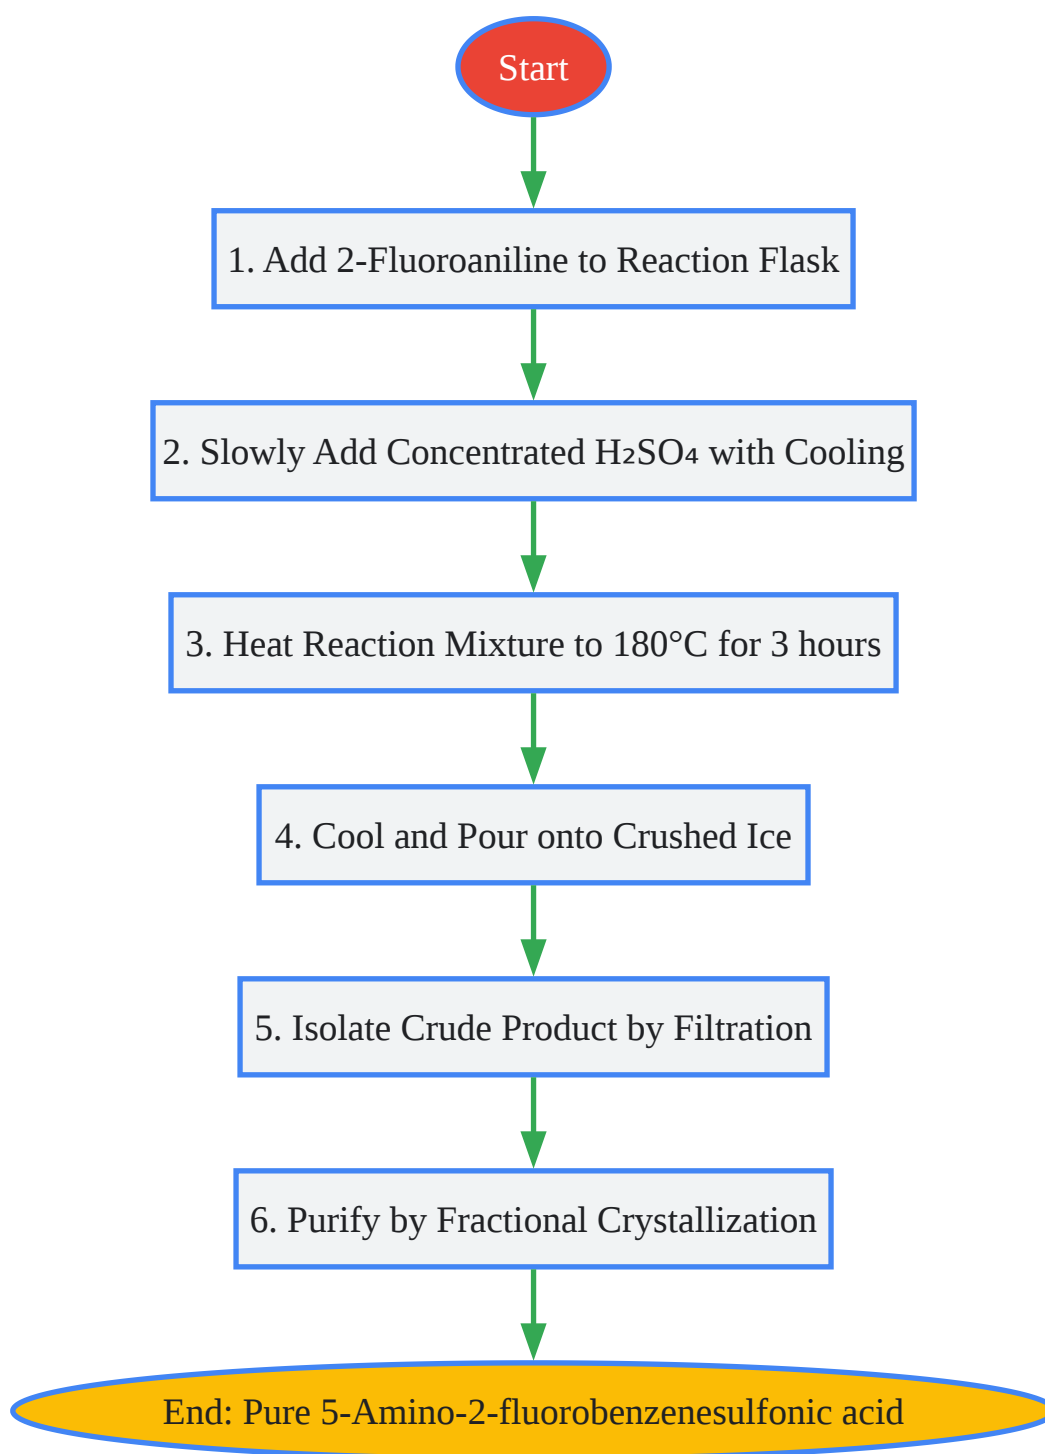 Start
1. Add 2-Fluoroaniline to Reaction Flask
2. Slowly Add Concentrated H₂SO₄ with Cooling
3. Heat Reaction Mixture to 180°C for 3 hours
4. Cool and Pour onto Crushed Ice
5. Isolate Crude Product by Filtration
6. Purify by Fractional Crystallization
End: Pure 5-Amino-2-fluorobenzenesulfonic acid